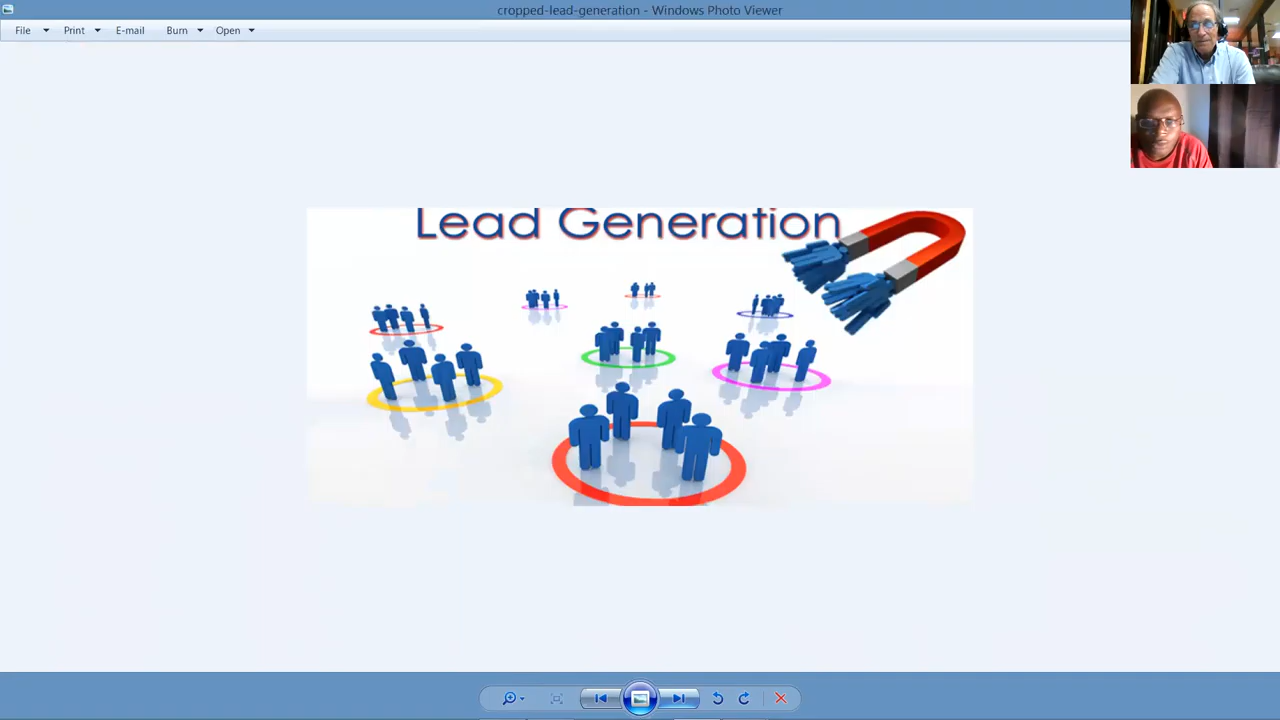 cropped-lead-generation - Windows Photo Viewer
File Print E-mail Burn Open
Lead Generation